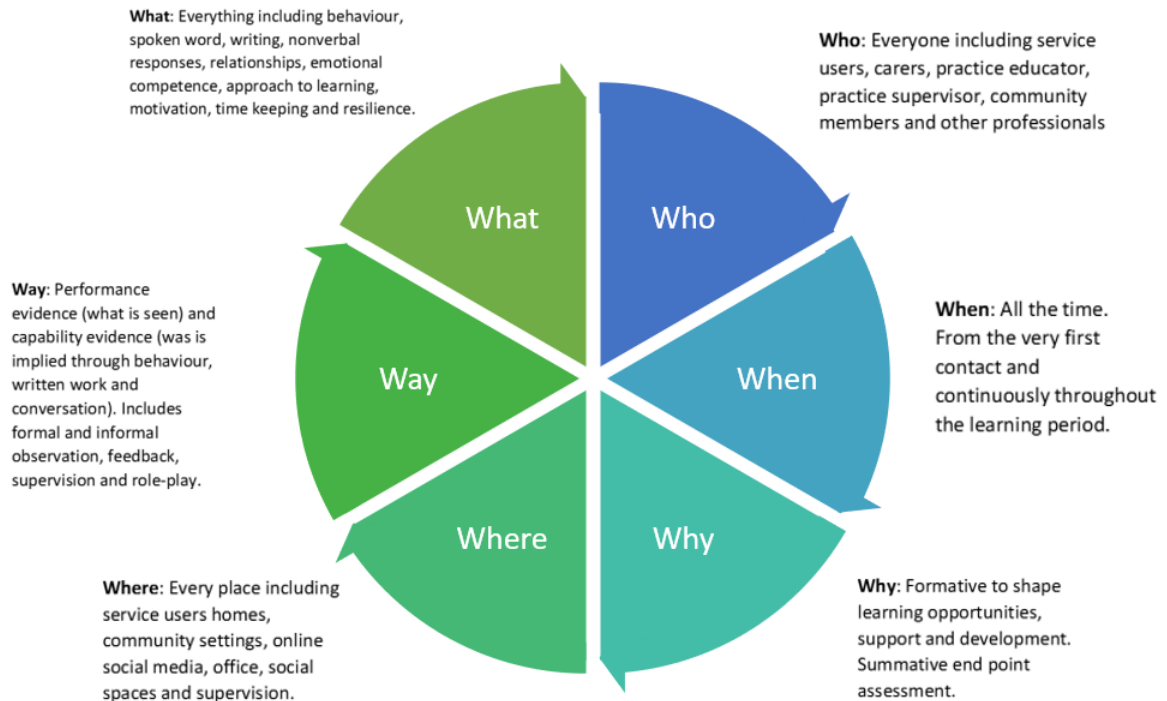 What: Everything including behaviour,
spoken word, writing, nonverbal
responses, relationships, emotional
competence, approach to learning,
motivation, time keeping and resilience.
Who: Everyone including service
users, carers, practice educator,
practice supervisor, community
members and other professionals
What
Who
Way: Performance
evidence (what is seen) and
capability evidence (was is
implied through behaviour,
written work and
conversation). Includes
formal and informal
observation, feedback,
supervision and role-play.
Way
When
When: All the time.
From the very first
contact and
continuously throughout
the learning period.
Where
Why
Where: Every place including
service users homes,
community settings, online
social media, office, social
spaces and supervision.
Why: Formative to shape
learning opportunities,
support and development.
Summative end point
assessment.